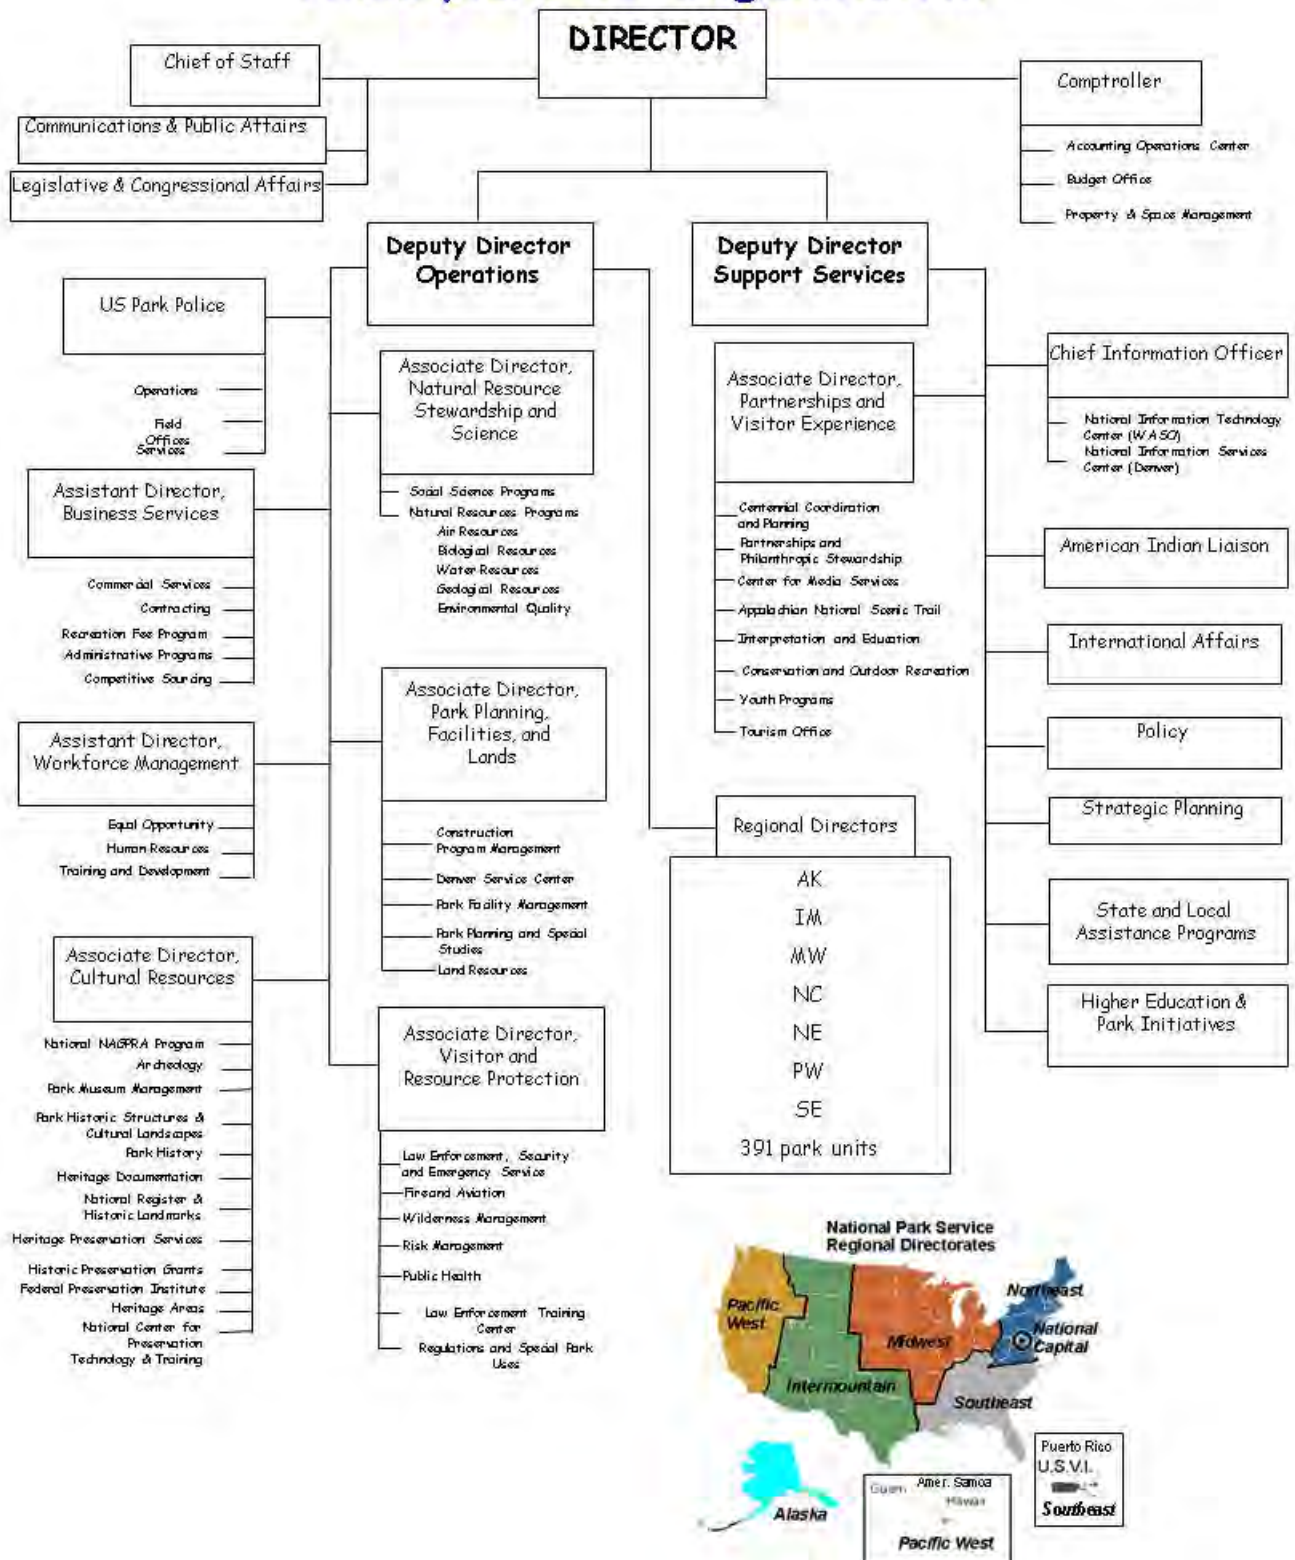 DIRECTOR
Chief of Staff
Communications & Public Affairs
Legislative & Congressional Affairs
Comptroller
Accounting Operations Center
Budget Office
Property & Space Management
Deputy Director
Operations
Deputy Director
Support Services
US Park Police
Operations
Field
Offices
Services
Assistant Director,
Business Services
Commercial Services
Contracting
Recreation Fee Program
Administrative Programs
Competitive Sourcing
Assistant Director,
Workforce Management
Equal Opportunity
Human Resources
Training and Development
Associate Director,
Cultural Resources
National NAGPRA Program
Archeology
Park Museum Management
Park Historic Structures &
Cultural Landscapes
Park History
Heritage Documentation
National Register &
Historic Landmarks
Heritage Preservation Services
Historic Preservation Grants
Federal Preservation Institute
Heritage Areas
National Center for
Preservation
Technology & Training
Associate Director,
Natural Resource
Stewardship and
Science
Social Science Programs
Natural Resources Programs
Air Resources
Biological Resources
Water Resources
Geological Resources
Environmental Quality
Associate Director,
Park Planning,
Facilities, and
Lands
Construction
Program Management
Denver Service Center
Park Facility Management
Park Planning and Special
Studies
Land Resources
Associate Director,
Visitor and
Resource Protection
Law Enforcement, Security
and Emergency Service
Fire and Aviation
Wilderness Management
Risk Management
Public Health
Law Enforcement Training
Center
Regulations and Special Park
Uses
Associate Director,
Partnerships and
Visitor Experience
Centennial Coordination
and Planning
Partnerships and
Philanthropic Stewardship
Center for Media Services
Appalachian National Scenic Trail
Interpretation and Education
Conservation and Outdoor Recreation
Youth Programs
Tourism Office
Regional Directors
AK
IM
MW
NC
NE
PW
SE
391 park units
Chief Information Officer
National Information Technology
Center (WASO)
National Information Services
Center (Denver)
American Indian Liaison
International Affairs
Policy
Strategic Planning
State and Local
Assistance Programs
Higher Education &
Park Initiatives
National Park Service
Regional Directorates
Pacific
West
Intermountain
Midwest
Northeast
National
Capital
Southeast
Alaska
Guam
Amer. Samoa
Hawaii
Pacific West
Puerto Rico
U.S.V.I.
Southeast